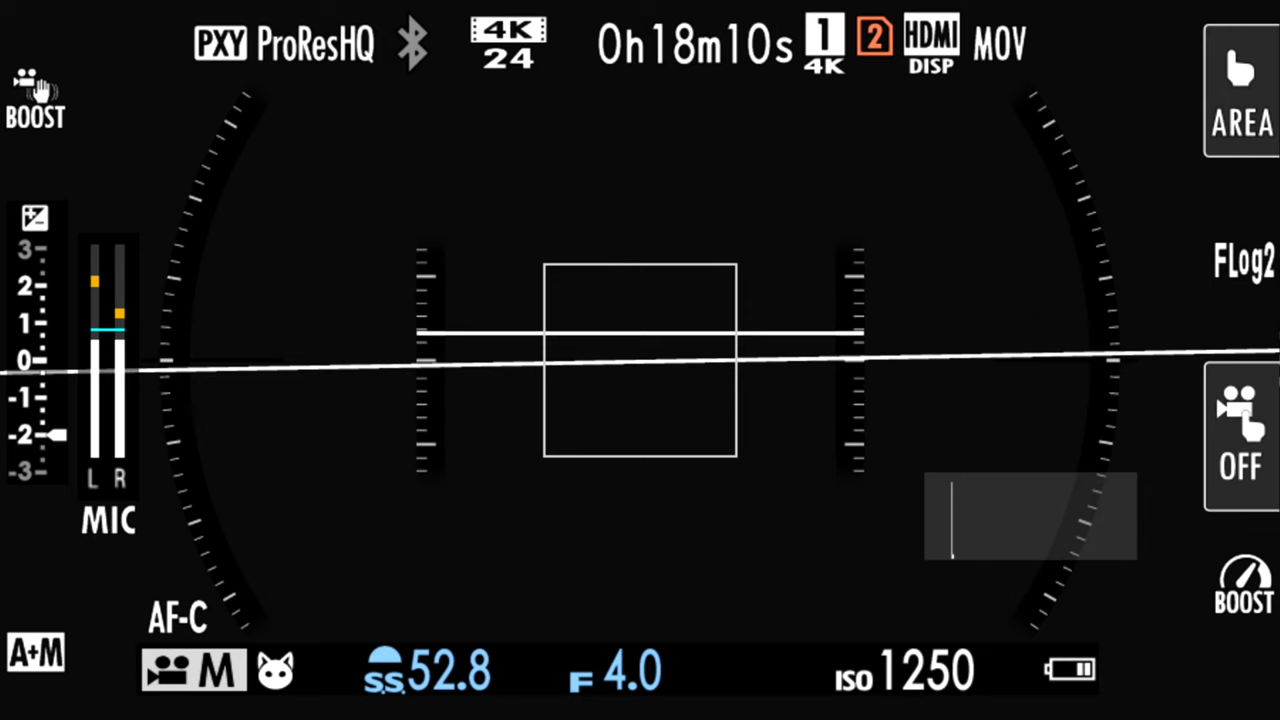 PXY ProResHQ 4K 24 0h18m10s 1 4K 2 HDMI DISP MOV
BOOST
AREA
3
2
1
0
-1
-2
-3
L R
MIC
FLog2
OFF
BOOST
AF-C
A+M
M S.S. 52.8 F 4.0 ISO 1250